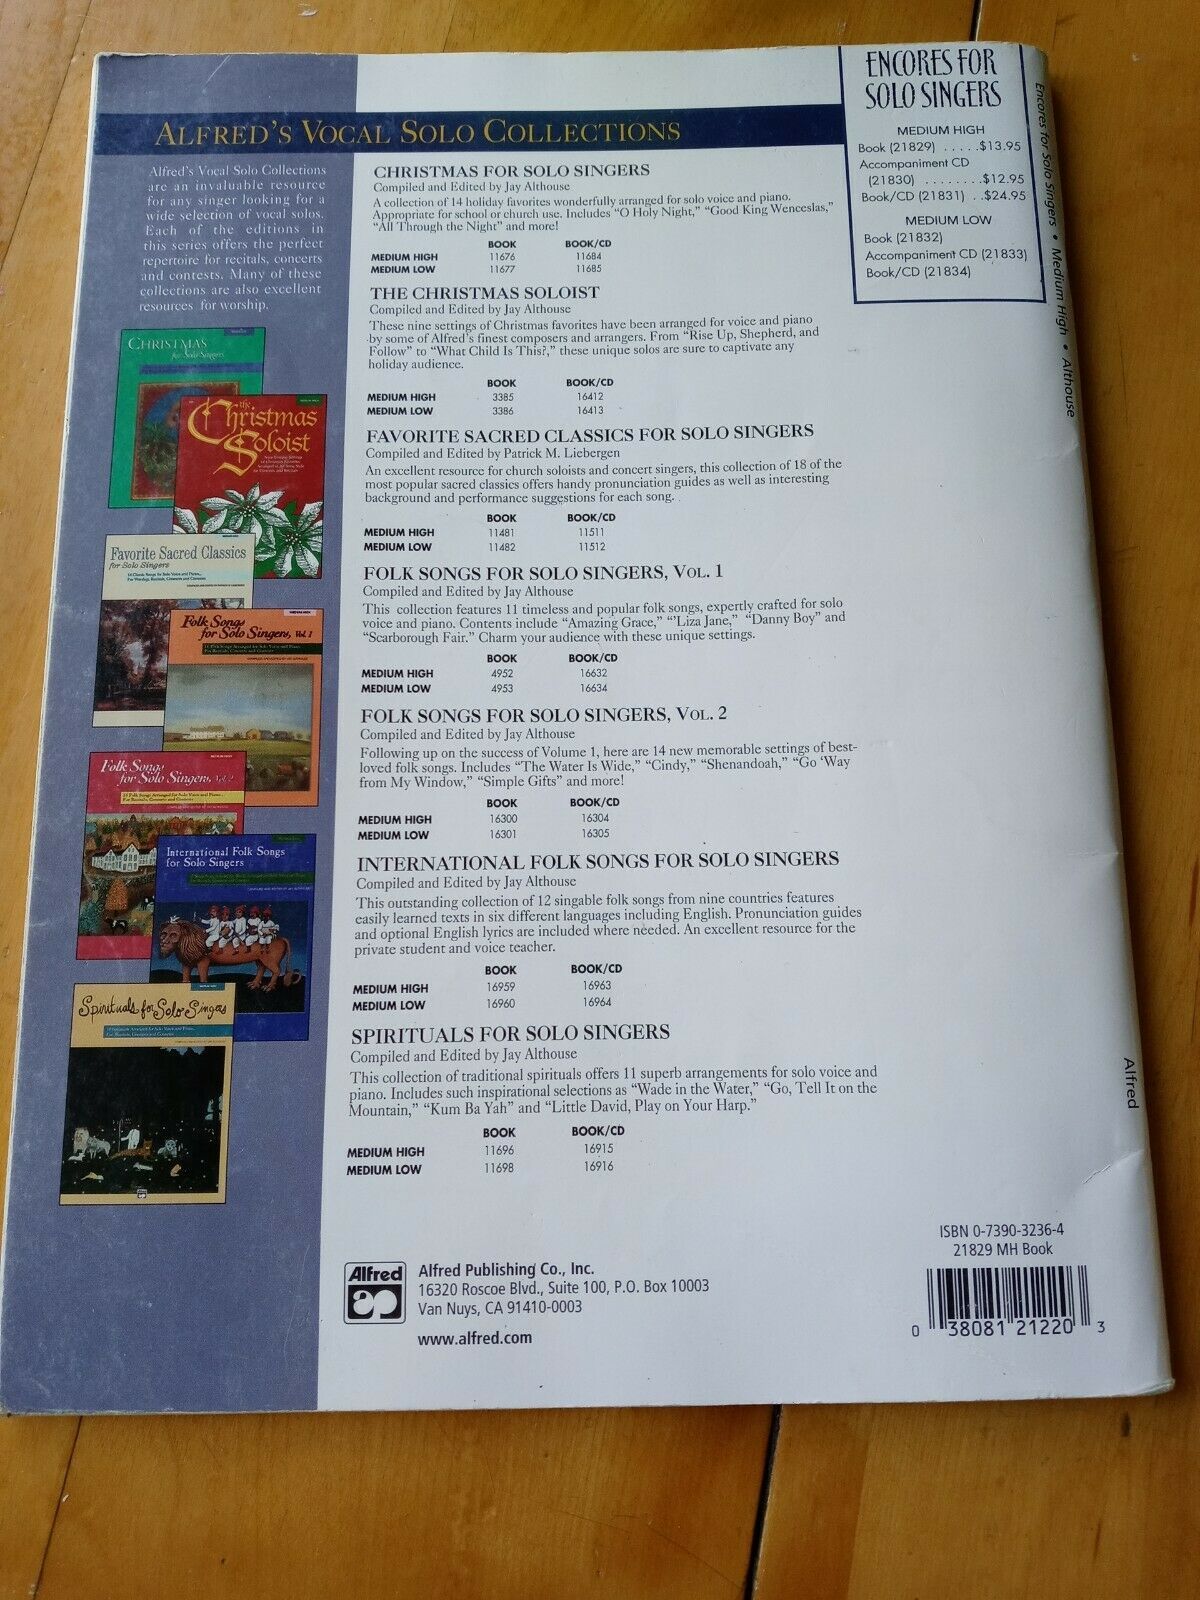 ENCORES FOR
SOLO SINGERS
MEDIUM HIGH
Book (21829) . . . . .$13.95
Accompaniment CD
(21830) . . . . . . . .$12.95
Book/CD (21831) . .$24.95
MEDIUM LOW
Book (21832)
Accompaniment CD (21833)
Book/CD (21834)
Encores for Solo Singers • Medium High • Althouse
Alfred
ALFRED'S VOCAL SOLO COLLECTIONS
Alfred's Vocal Solo Collections
are an invaluable resource
for any singer looking for a
wide selection of vocal solos.
Each of the editions in
this series offers the perfect
repertoire for recitals, concerts
and contests. Many of these
collections are also excellent
resources for worship.
CHRISTMAS
for Solo Singers
the
Christmas
Soloist
Favorite Sacred Classics
for Solo Singers
Folk Songs
for Solo Singers, Vol. 1
Folk Songs
for Solo Singers, Vol. 2
International Folk Songs
for Solo Singers
Spirituals for Solo Singers
CHRISTMAS FOR SOLO SINGERS
Compiled and Edited by Jay Althouse
A collection of 14 holiday favorites wonderfully arranged for solo voice and piano.
Appropriate for school or church use. Includes “O Holy Night,” “Good King Wenceslas,”
“All Through the Night” and more!
BOOK BOOK/CD
MEDIUM HIGH 11676 11684
MEDIUM LOW 11677 11685
THE CHRISTMAS SOLOIST
Compiled and Edited by Jay Althouse
These nine settings of Christmas favorites have been arranged for voice and piano
by some of Alfred's finest composers and arrangers. From “Rise Up, Shepherd, and
Follow” to “What Child Is This?,” these unique solos are sure to captivate any
holiday audience.
BOOK BOOK/CD
MEDIUM HIGH 3385 16412
MEDIUM LOW 3386 16413
FAVORITE SACRED CLASSICS FOR SOLO SINGERS
Compiled and Edited by Patrick M. Liebergen
An excellent resource for church soloists and concert singers, this collection of 18 of the
most popular sacred classics offers handy pronunciation guides as well as interesting
background and performance suggestions for each song.
BOOK BOOK/CD
MEDIUM HIGH 11481 11511
MEDIUM LOW 11482 11512
FOLK SONGS FOR SOLO SINGERS, VOL. 1
Compiled and Edited by Jay Althouse
This collection features 11 timeless and popular folk songs, expertly crafted for solo
voice and piano. Contents include “Amazing Grace,” “'Liza Jane,” “Danny Boy” and
“Scarborough Fair.” Charm your audience with these unique settings.
BOOK BOOK/CD
MEDIUM HIGH 4952 16632
MEDIUM LOW 4953 16634
FOLK SONGS FOR SOLO SINGERS, VOL. 2
Compiled and Edited by Jay Althouse
Following up on the success of Volume 1, here are 14 new memorable settings of best-
loved folk songs. Includes “The Water Is Wide,” “Cindy,” “Shenandoah,” “Go ‘Way
from My Window,” “Simple Gifts” and more!
BOOK BOOK/CD
MEDIUM HIGH 16300 16304
MEDIUM LOW 16301 16305
INTERNATIONAL FOLK SONGS FOR SOLO SINGERS
Compiled and Edited by Jay Althouse
This outstanding collection of 12 singable folk songs from nine countries features
easily learned texts in six different languages including English. Pronunciation guides
and optional English lyrics are included where needed. An excellent resource for the
private student and voice teacher.
BOOK BOOK/CD
MEDIUM HIGH 16959 16963
MEDIUM LOW 16960 16964
SPIRITUALS FOR SOLO SINGERS
Compiled and Edited by Jay Althouse
This collection of traditional spirituals offers 11 superb arrangements for solo voice and
piano. Includes such inspirational selections as “Wade in the Water,” “Go, Tell It on the
Mountain,” “Kum Ba Yah” and “Little David, Play on Your Harp.”
BOOK BOOK/CD
MEDIUM HIGH 11696 16915
MEDIUM LOW 11698 16916
Alfred
Alfred Publishing Co., Inc.
16320 Roscoe Blvd., Suite 100, P.O. Box 10003
Van Nuys, CA 91410-0003
www.alfred.com
ISBN 0-7390-3236-4
21829 MH Book
0 38081 21220 3